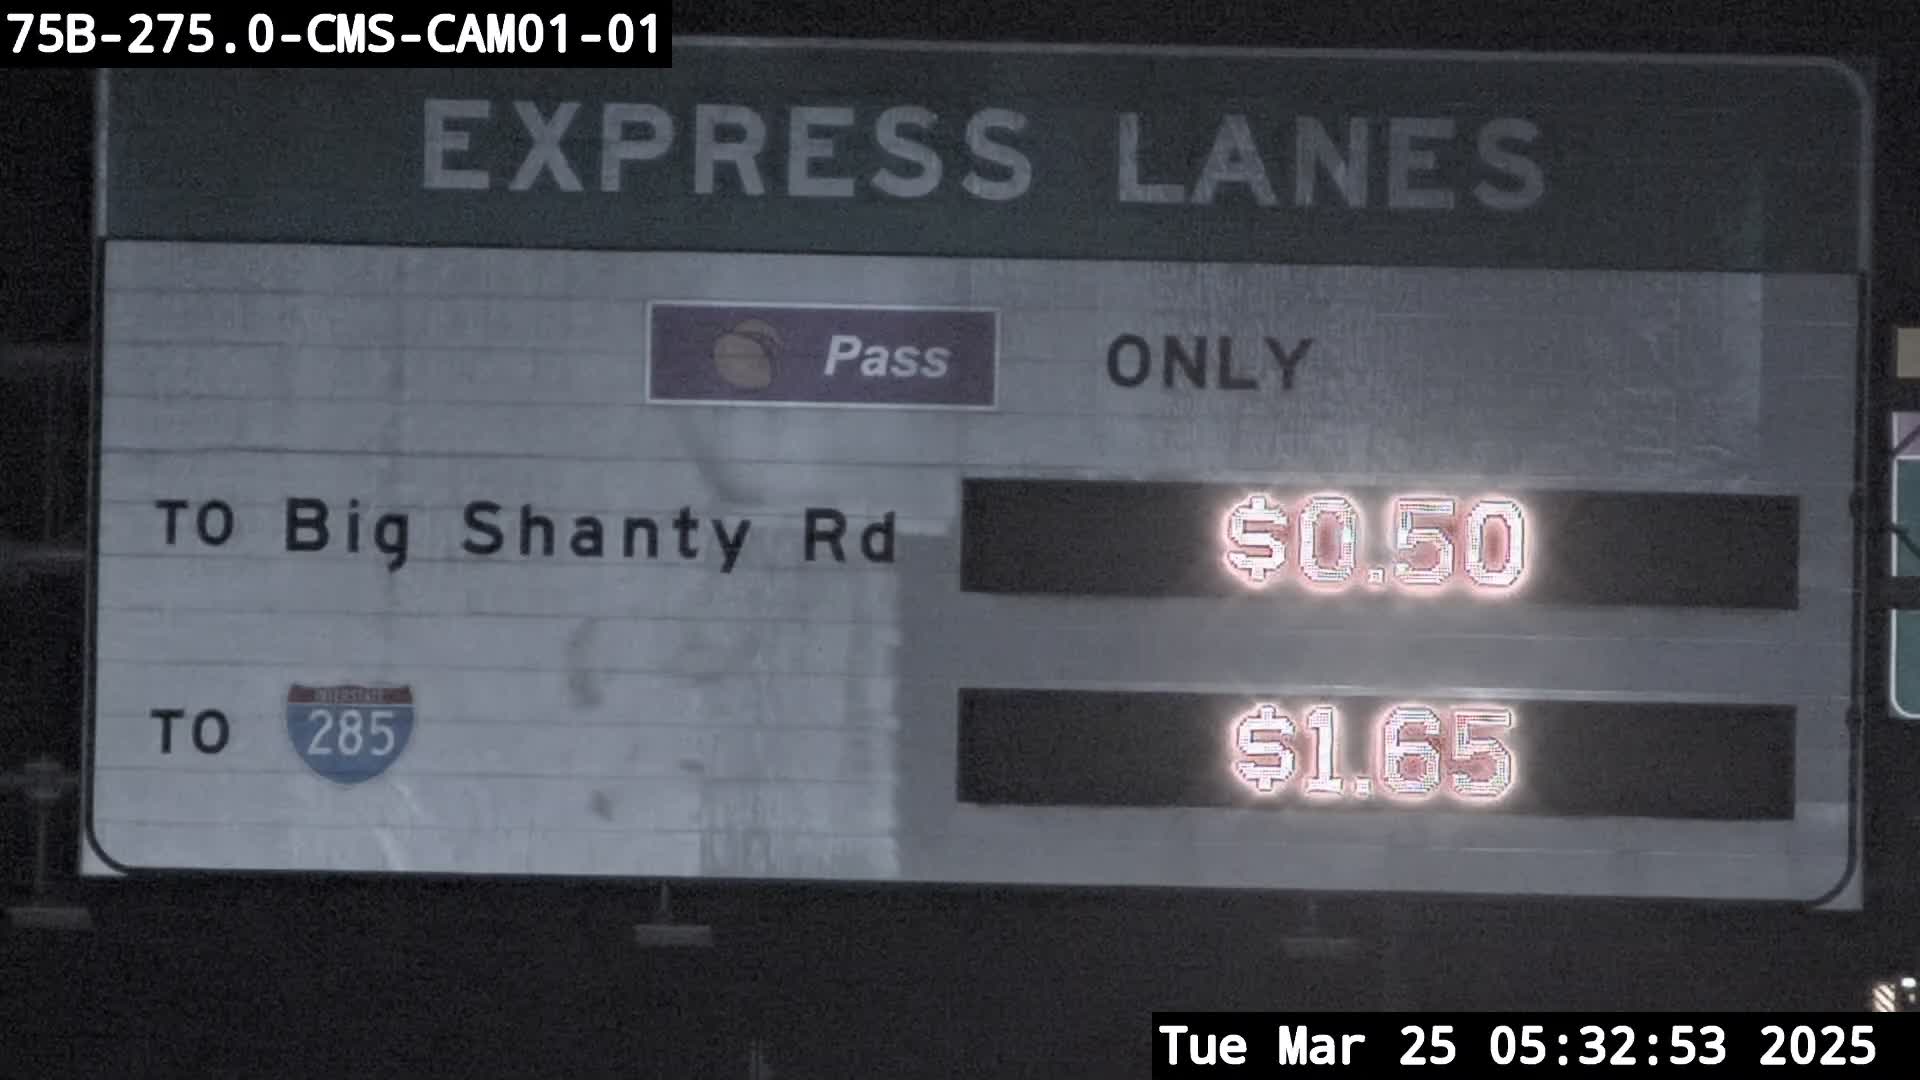 75B-275.0-CMS-CAM01-01
EXPRESS LANES
Pass ONLY
TO Big Shanty Rd $0.50
TO INTERSTATE 285 $1.65
Tue Mar 25 05:32:53 2025